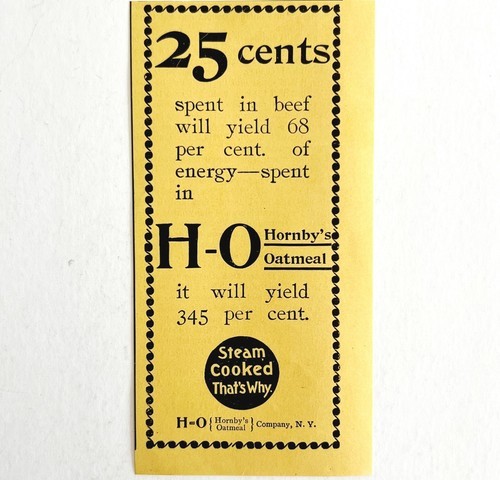 25 cents
spent in beef
will yield 68
per cent. of
energy—spent
in
H-O Hornby's
Oatmeal
it will yield
345 per cent.
Steam
Cooked
That's Why.
H-O { Hornby's Oatmeal } Company, N. Y.